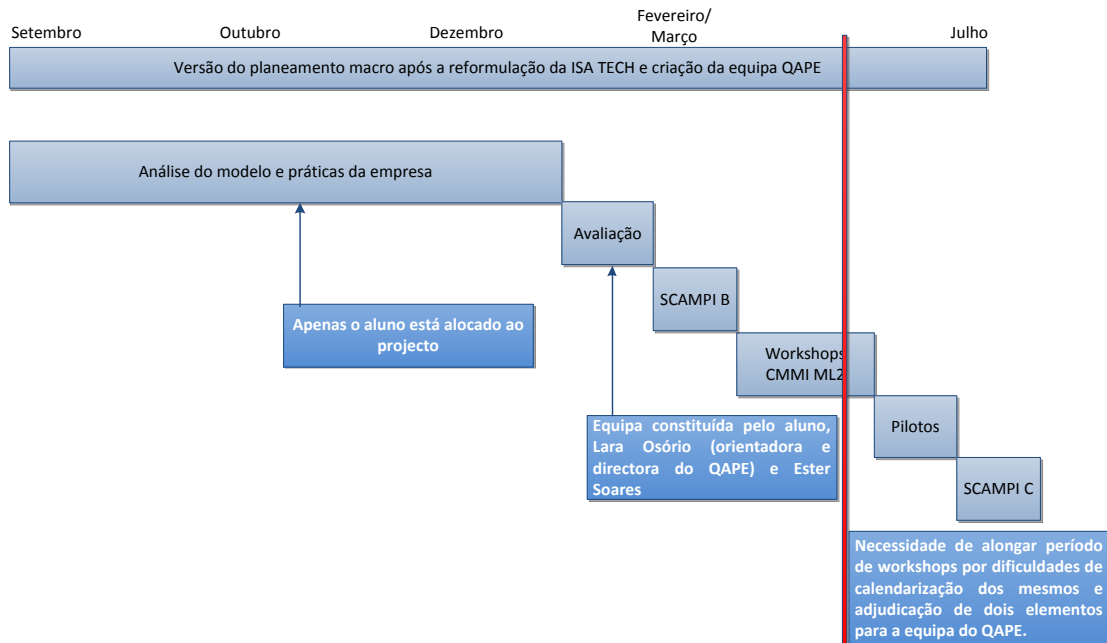 Setembro
Outubro
Dezembro
Fevereiro/
Março
Julho
Versão do planeamento macro após a reformulação da ISA TECH e criação da equipa QAPE
Análise do modelo e práticas da empresa
Avaliação
SCAMPI B
Apenas o aluno está alocado ao
projecto
Workshops
CMMI ML2
Pilotos
Equipa constituída pelo aluno,
Lara Osório (orientadora e
directora do QAPE) e Ester
Soares
SCAMPI C
Necessidade de alongar período
de workshops por dificuldades de
calendarização dos mesmos e
adjudicação de dois elementos
para a equipa do QAPE.